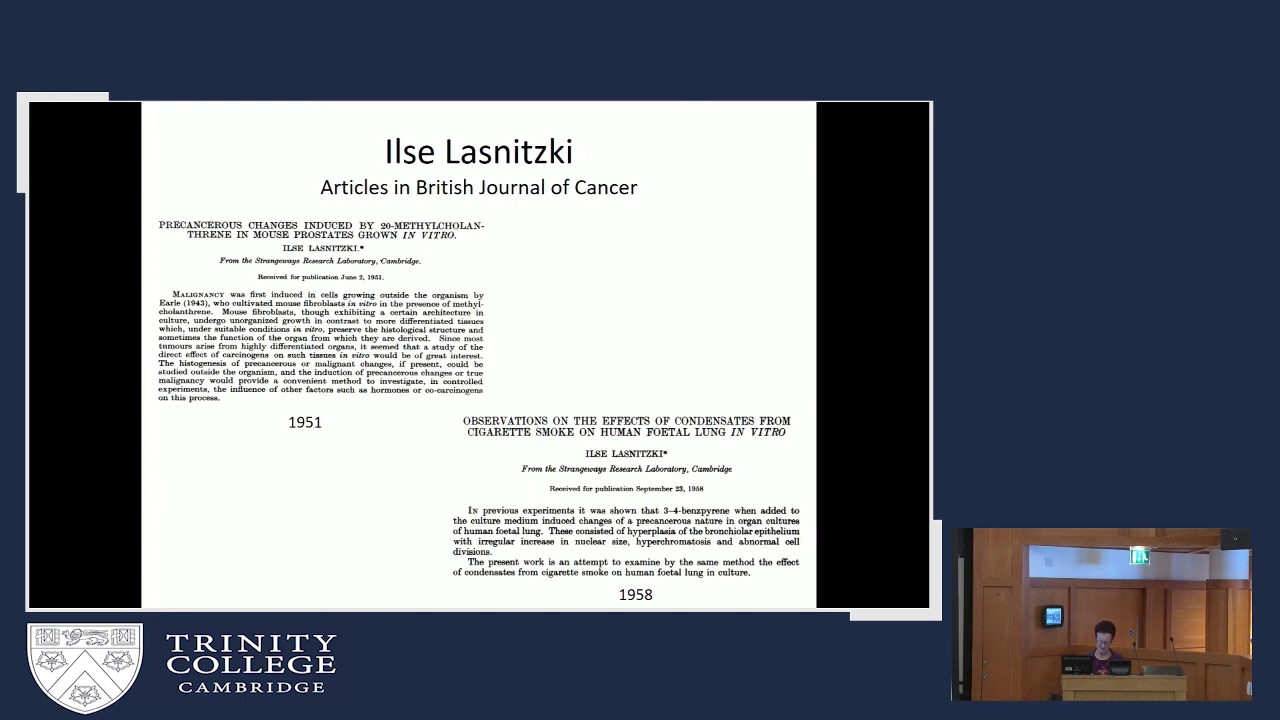 Ilse Lasnitzki
Articles in British Journal of Cancer
PRECANCEROUS CHANGES INDUCED BY 20-METHYLCHOLAN-
THRENE IN MOUSE PROSTATES GROWN IN VITRO.
ILSE LASNITZKI.*
From the Strangeways Research Laboratory, Cambridge.
Received for publication June 2, 1951.
MALIGNANCY was first induced in cells growing outside the organism by
Earle (1943), who cultivated mouse fibroblasts in vitro in the presence of methyl-
cholanthrene. Mouse fibroblasts, though exhibiting a certain architecture in
culture, undergo unorganized growth in contrast to more differentiated tissues
which, under suitable conditions in vitro, preserve the histological structure and
sometimes the function of the organ from which they are derived. Since most
tumours arise from highly differentiated organs, it seemed that a study of the
direct effect of carcinogens on such tissues in vitro would be of great interest.
The histogenesis of precancerous or malignant changes, if present, could be
studied outside the organism, and the induction of precancerous changes or true
malignancy would provide a convenient method to investigate, in controlled
experiments, the influence of other factors such as hormones or co-carcinogens
on this process.
1951
OBSERVATIONS ON THE EFFECTS OF CONDENSATES FROM
CIGARETTE SMOKE ON HUMAN FOETAL LUNG IN VITRO
ILSE LASNITZKI*
From the Strangeways Research Laboratory, Cambridge
Received for publication September 23, 1958
IN previous experiments it was shown that 3-4-benzpyrene when added to
the culture medium induced changes of a precancerous nature in organ cultures
of human foetal lung. These consisted of hyperplasia of the bronchiolar epithelium
with irregular increase in nuclear size, hyperchromatosis and abnormal cell
divisions.
The present work is an attempt to examine by the same method the effect
of condensates from cigarette smoke on human foetal lung in culture.
1958
TRINITY
COLLEGE
CAMBRIDGE